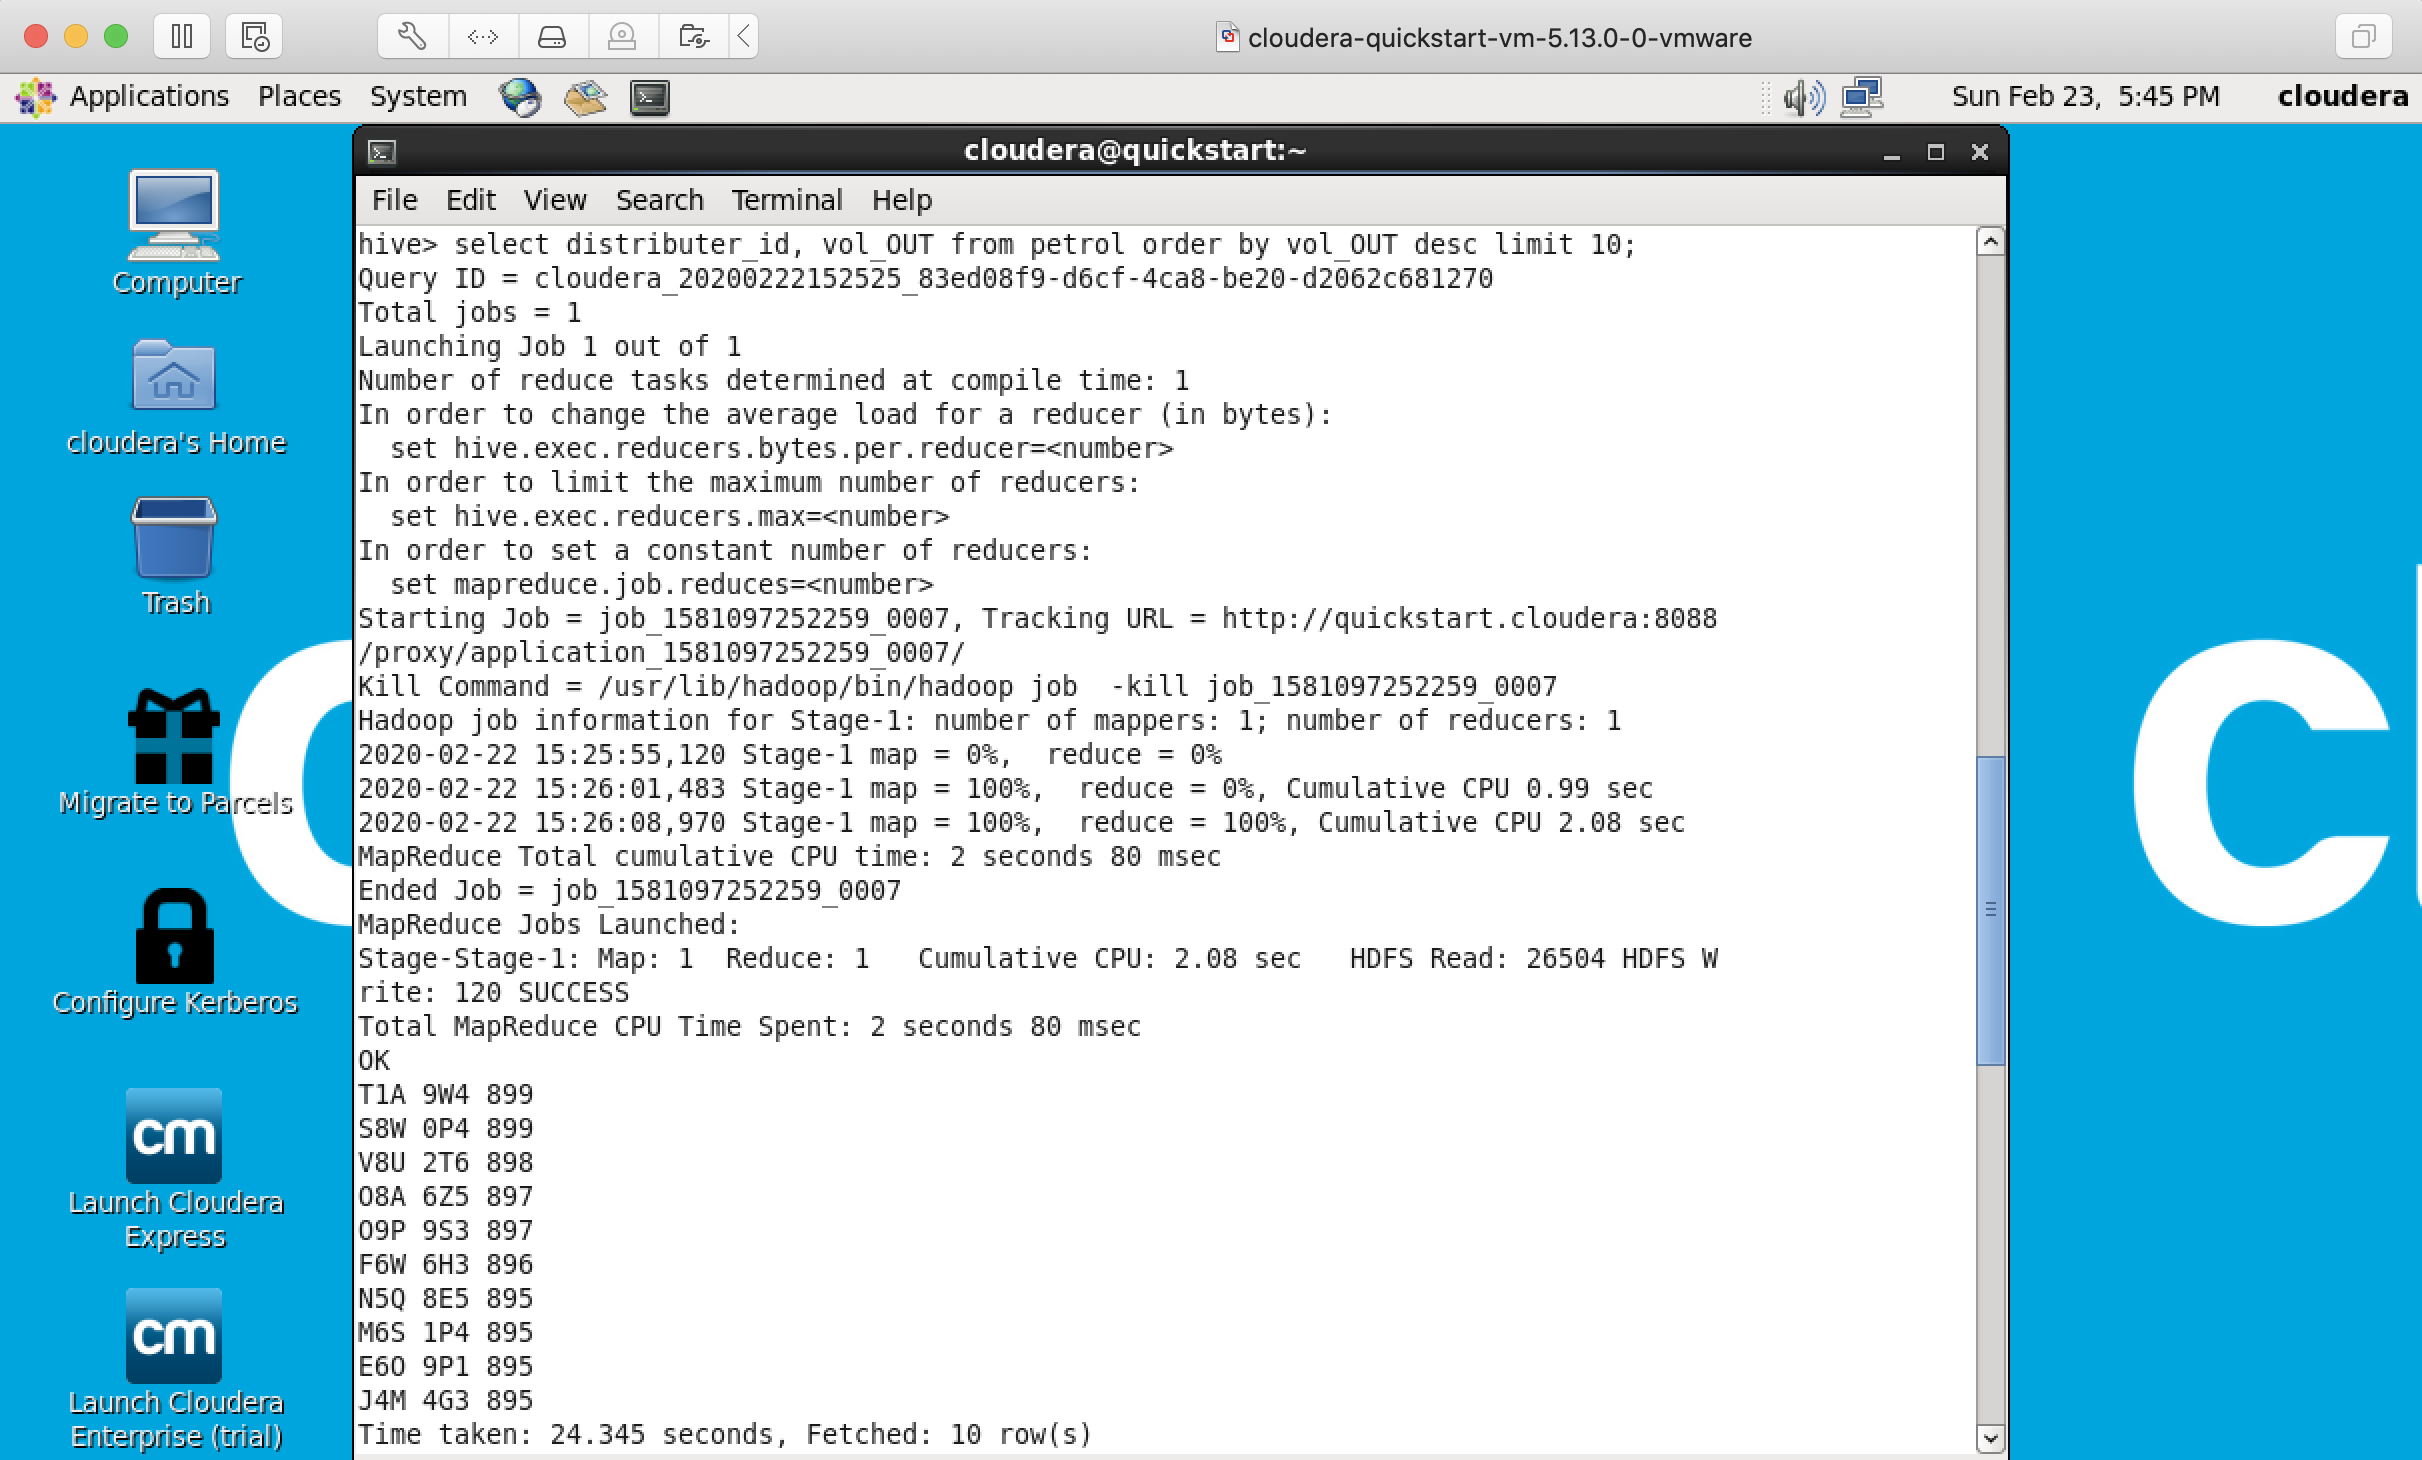 cloudera-quickstart-vm-5.13.0-0-vmware
Applications Places System
Sun Feb 23, 5:45 PM cloudera
cloudera@quickstart:~
File Edit View Search Terminal Help
Computer
cloudera's Home
Trash
Migrate to Parcels
Configure Kerberos
cm
Launch Cloudera
Express
cm
Launch Cloudera
Enterprise (trial)
hive> select distributer_id, vol_OUT from petrol order by vol_OUT desc limit 10;
Query ID = cloudera_20200222152525_83ed08f9-d6cf-4ca8-be20-d2062c681270
Total jobs = 1
Launching Job 1 out of 1
Number of reduce tasks determined at compile time: 1
In order to change the average load for a reducer (in bytes):
  set hive.exec.reducers.bytes.per.reducer=<number>
In order to limit the maximum number of reducers:
  set hive.exec.reducers.max=<number>
In order to set a constant number of reducers:
  set mapreduce.job.reduces=<number>
Starting Job = job_1581097252259_0007, Tracking URL = http://quickstart.cloudera:8088
/proxy/application_1581097252259_0007/
Kill Command = /usr/lib/hadoop/bin/hadoop job  -kill job_1581097252259_0007
Hadoop job information for Stage-1: number of mappers: 1; number of reducers: 1
2020-02-22 15:25:55,120 Stage-1 map = 0%,  reduce = 0%
2020-02-22 15:26:01,483 Stage-1 map = 100%,  reduce = 0%, Cumulative CPU 0.99 sec
2020-02-22 15:26:08,970 Stage-1 map = 100%,  reduce = 100%, Cumulative CPU 2.08 sec
MapReduce Total cumulative CPU time: 2 seconds 80 msec
Ended Job = job_1581097252259_0007
MapReduce Jobs Launched:
Stage-Stage-1: Map: 1  Reduce: 1   Cumulative CPU: 2.08 sec   HDFS Read: 26504 HDFS W
rite: 120 SUCCESS
Total MapReduce CPU Time Spent: 2 seconds 80 msec
OK
T1A 9W4 899
S8W 0P4 899
V8U 2T6 898
O8A 6Z5 897
O9P 9S3 897
F6W 6H3 896
N5Q 8E5 895
M6S 1P4 895
E6O 9P1 895
J4M 4G3 895
Time taken: 24.345 seconds, Fetched: 10 row(s)